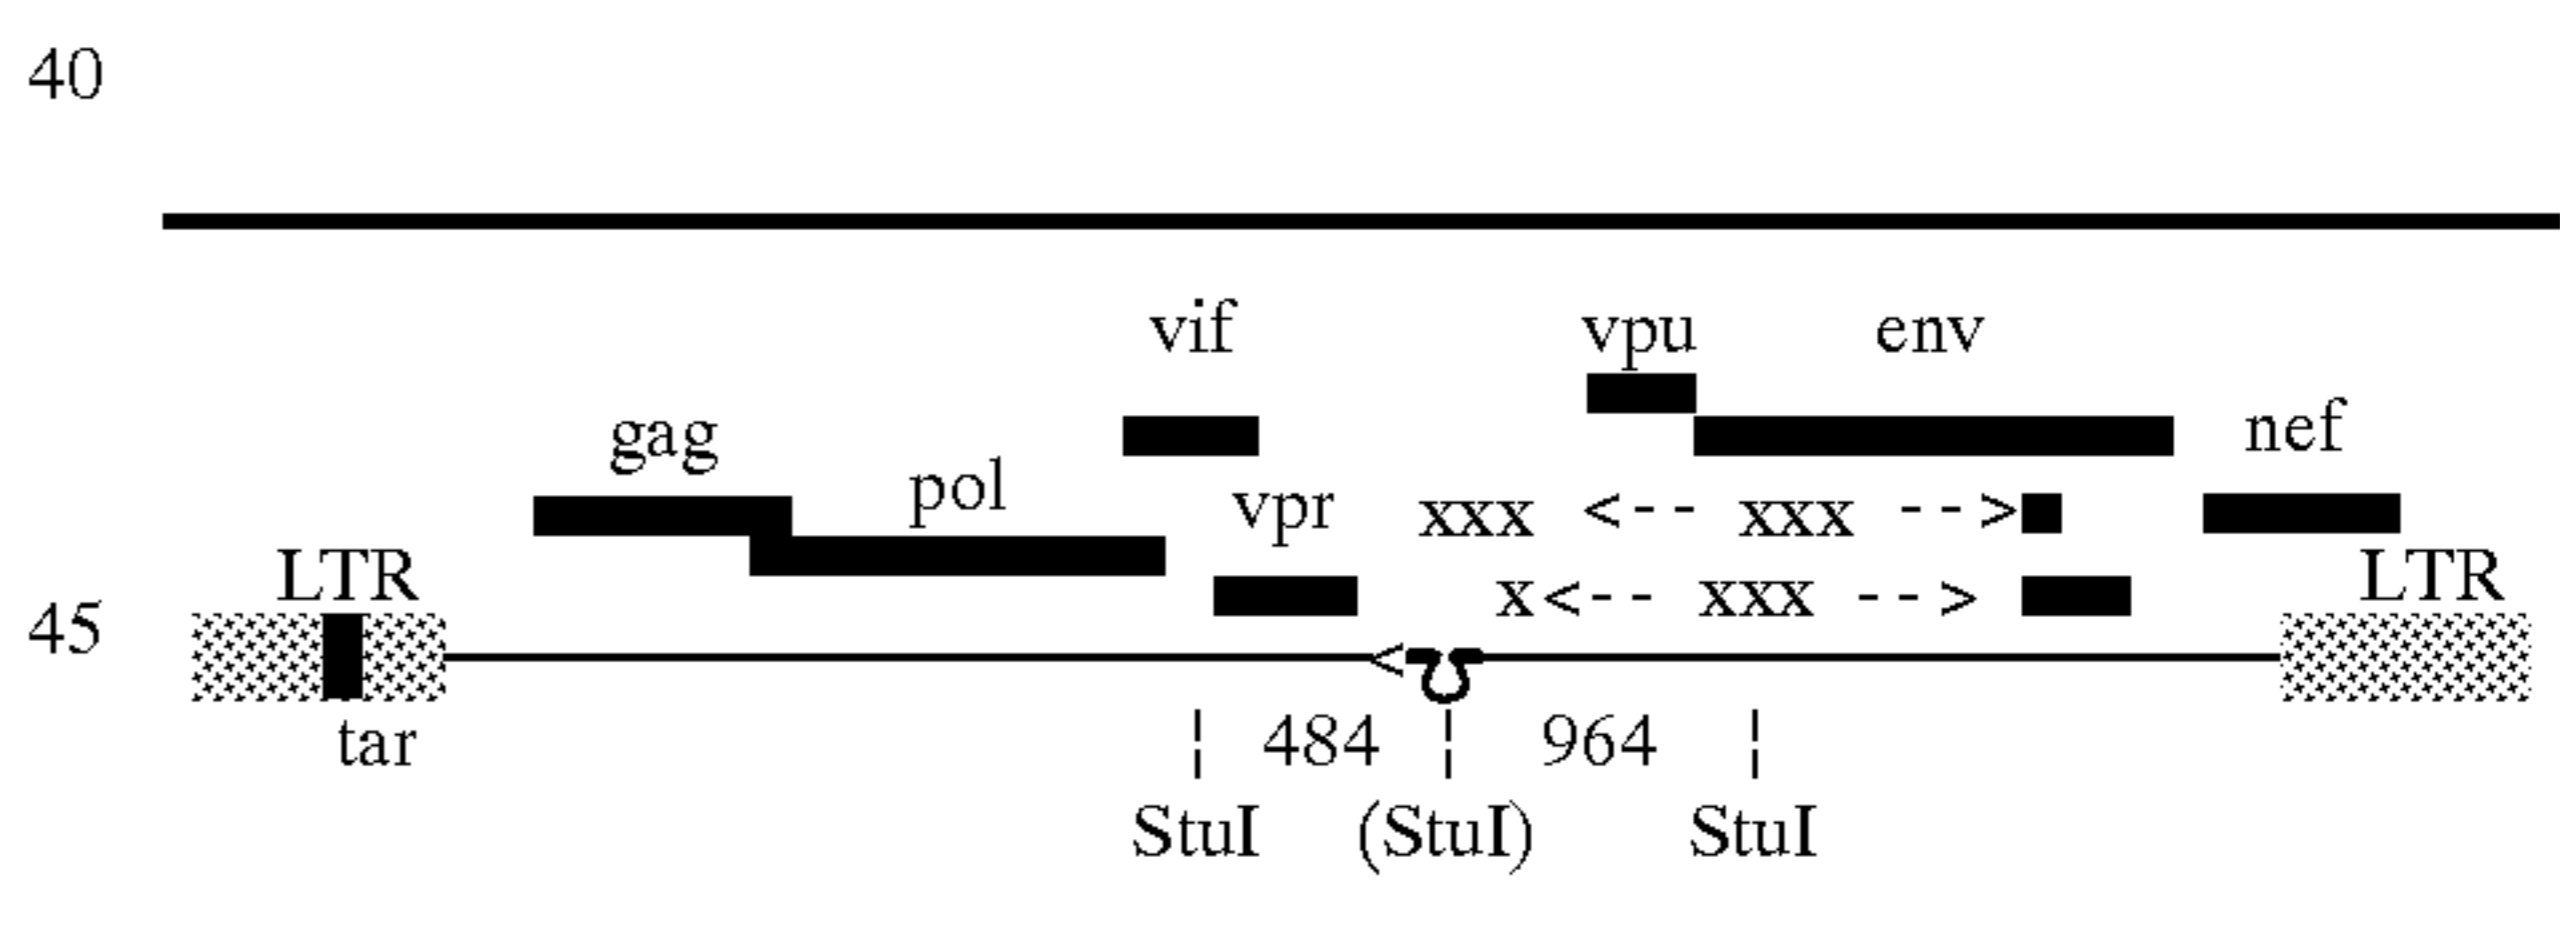 40
vif vpu env
gag pol vpr xxx <-- xxx --> nef
LTR x<-- xxx --> LTR
45 <
tar 484 964
StuI (StuI) StuI